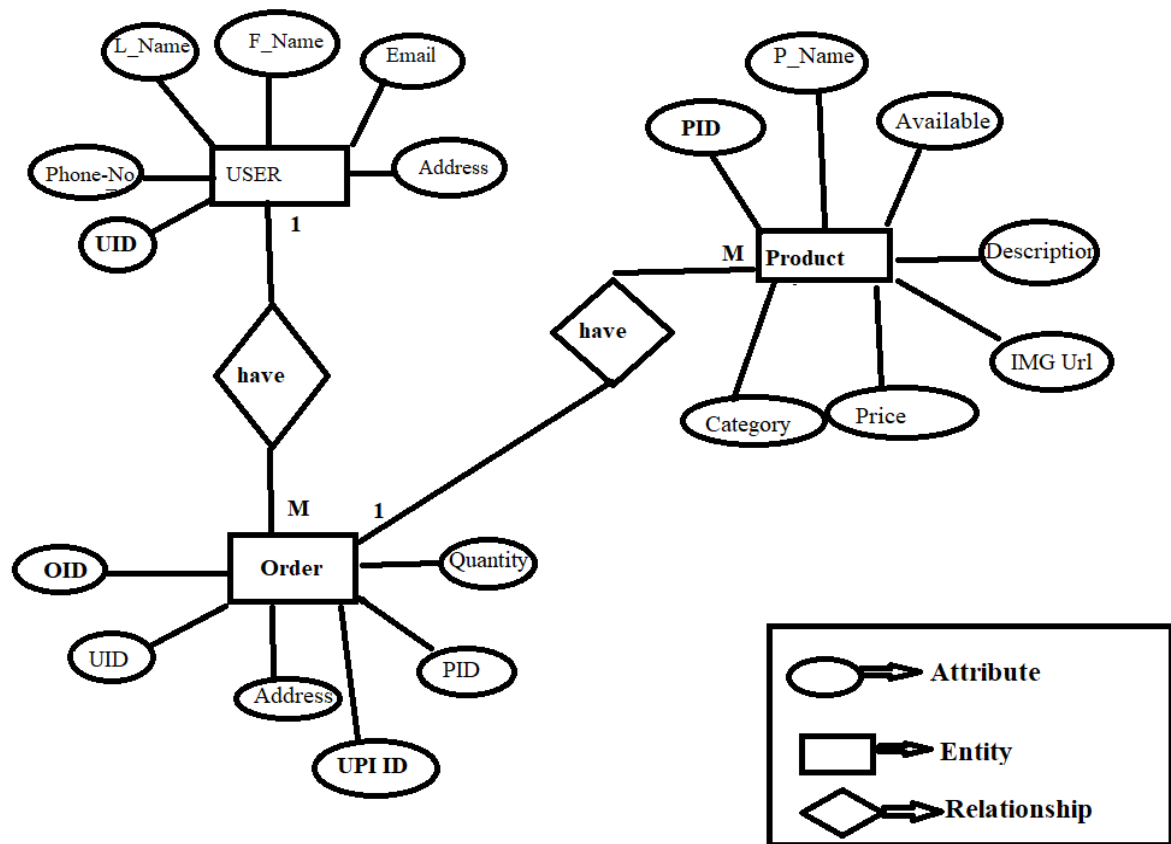 L_Name
F_Name
Email
P_Name
PID
Available
Phone-No
USER
Address
UID
1
M
Product
Description
have
have
IMG Url
Category
Price
M
1
OID
Order
Quantity
UID
Address
PID
UPI ID
Attribute
Entity
Relationship